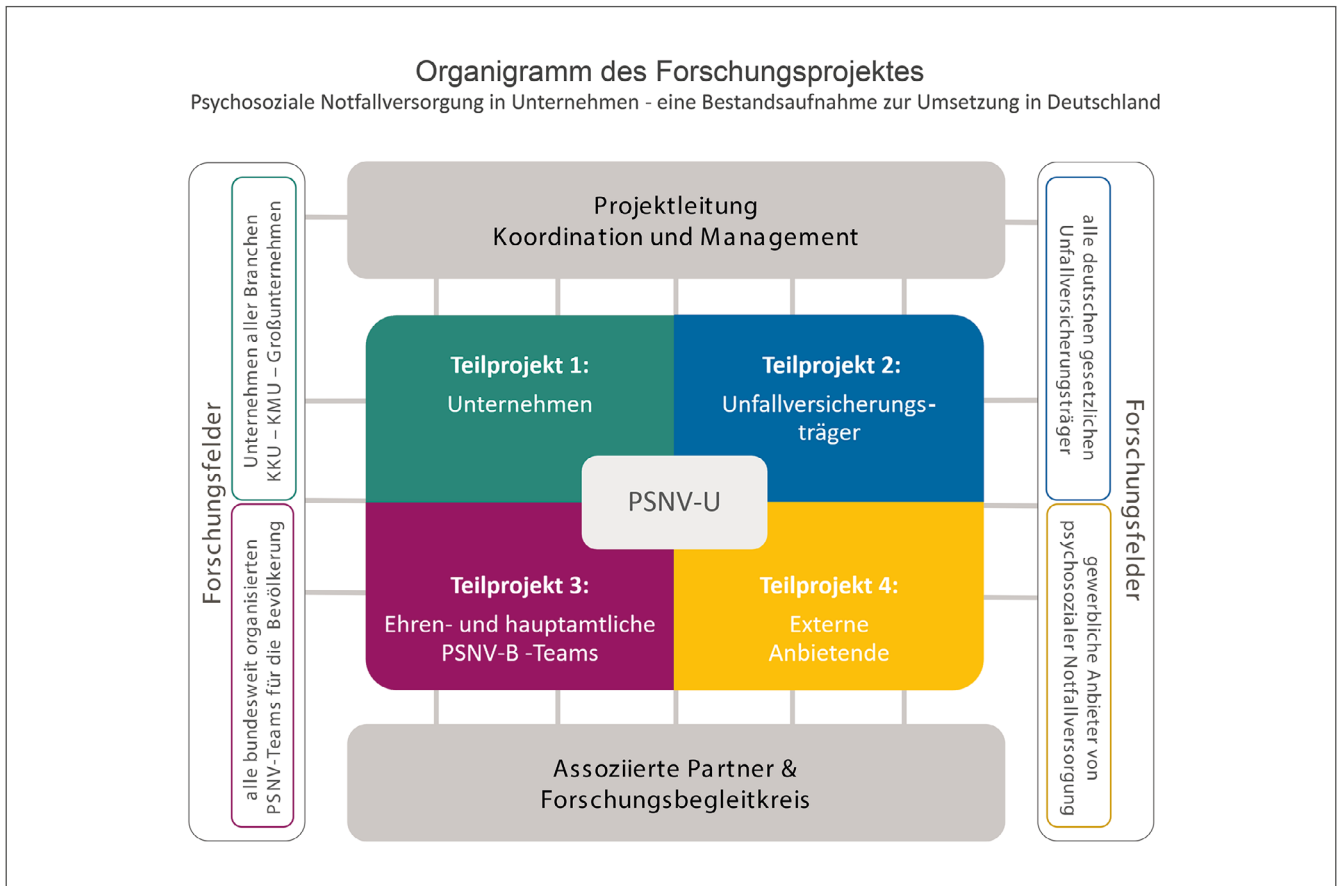 Organigramm des Forschungsprojektes
Psychosoziale Notfallversorgung in Unternehmen - eine Bestandsaufnahme zur Umsetzung in Deutschland
Forschungsfelder
Unternehmen aller Branchen
KKU – KMU – Großunternehmen
alle bundesweit organisierten
PSNV-Teams für die Bevölkerung
Projektleitung
Koordination und Management
Teilprojekt 1:
Unternehmen
Teilprojekt 2:
Unfallversicherungs-
träger
PSNV-U
Teilprojekt 3:
Ehren- und hauptamtliche
PSNV-B -Teams
Teilprojekt 4:
Externe
Anbietende
Assoziierte Partner &
Forschungsbegleitkreis
alle deutschen gesetzlichen
Unfallversicherungsträger
gewerbliche Anbieter von
psychosozialer Notfallversorgung
Forschungsfelder